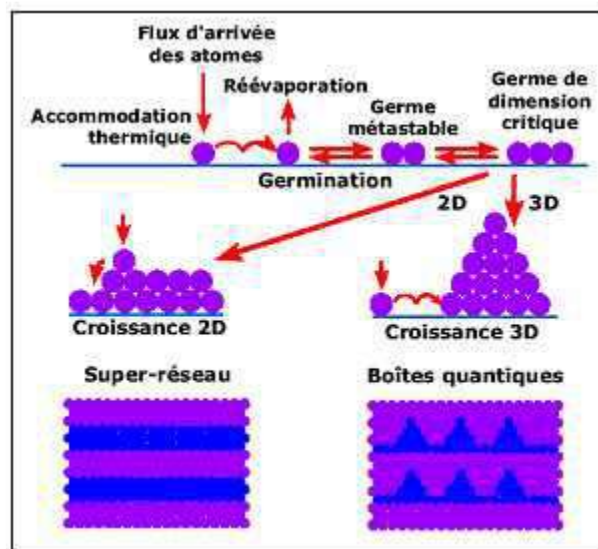 Flux d'arrivée
des atomes
Réévaporation
Germe de
dimension
critique
Accommodation
thermique
Germe
métastable
Germination
2D
3D
Croissance 2D
Croissance 3D
Super-réseau
Boîtes quantiques